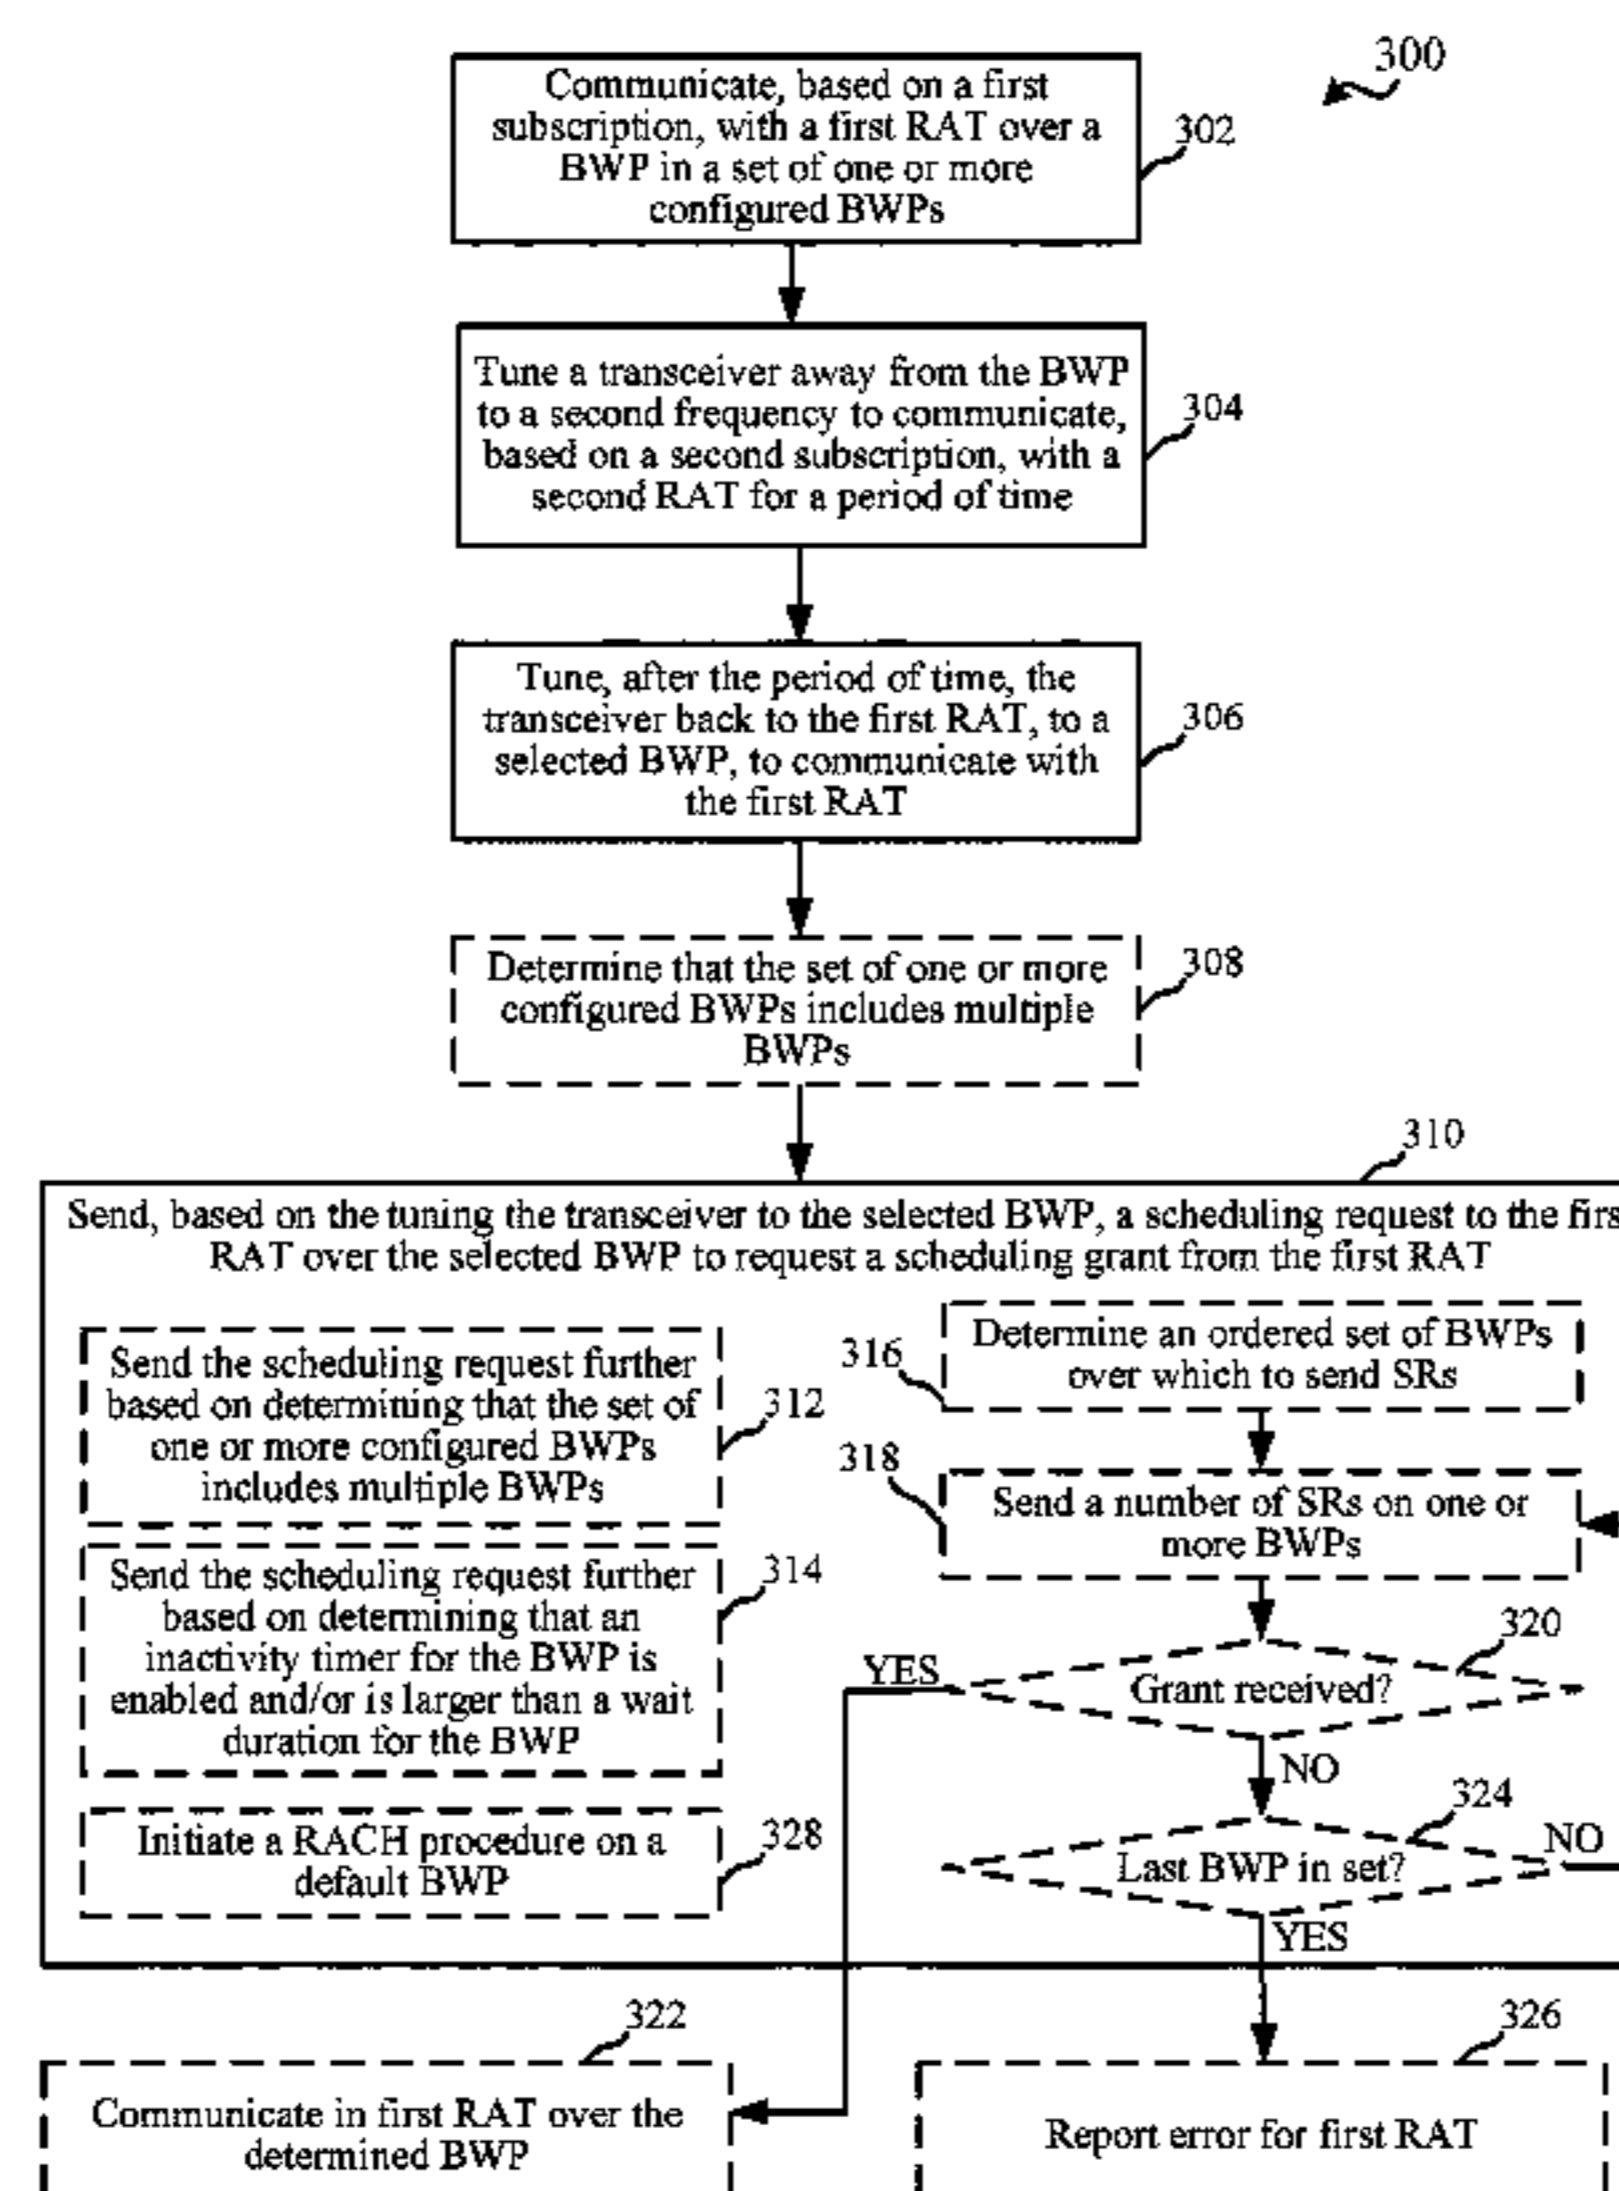 300
Communicate, based on a first
subscription, with a first RAT over a
BWP in a set of one or more
configured BWPs
302
Tune a transceiver away from the BWP
to a second frequency to communicate,
based on a second subscription, with a
second RAT for a period of time
304
Tune, after the period of time, the
transceiver back to the first RAT, to a
selected BWP, to communicate with
the first RAT
306
Determine that the set of one or more
configured BWPs includes multiple
BWPs
308
310
Send, based on the tuning the transceiver to the selected BWP, a scheduling request to the firs
RAT over the selected BWP to request a scheduling grant from the first RAT
Send the scheduling request further
based on determining that the set of
one or more configured BWPs
includes multiple BWPs
312
Send the scheduling request further
based on determining that an
inactivity timer for the BWP is
enabled and/or is larger than a wait
duration for the BWP
314
Initiate a RACH procedure on a
default BWP
328
316
Determine an ordered set of BWPs
over which to send SRs
318
Send a number of SRs on one or
more BWPs
320
YES
Grant received?
NO
324
Last BWP in set?
NO
YES
322
Communicate in first RAT over the
determined BWP
326
Report error for first RAT